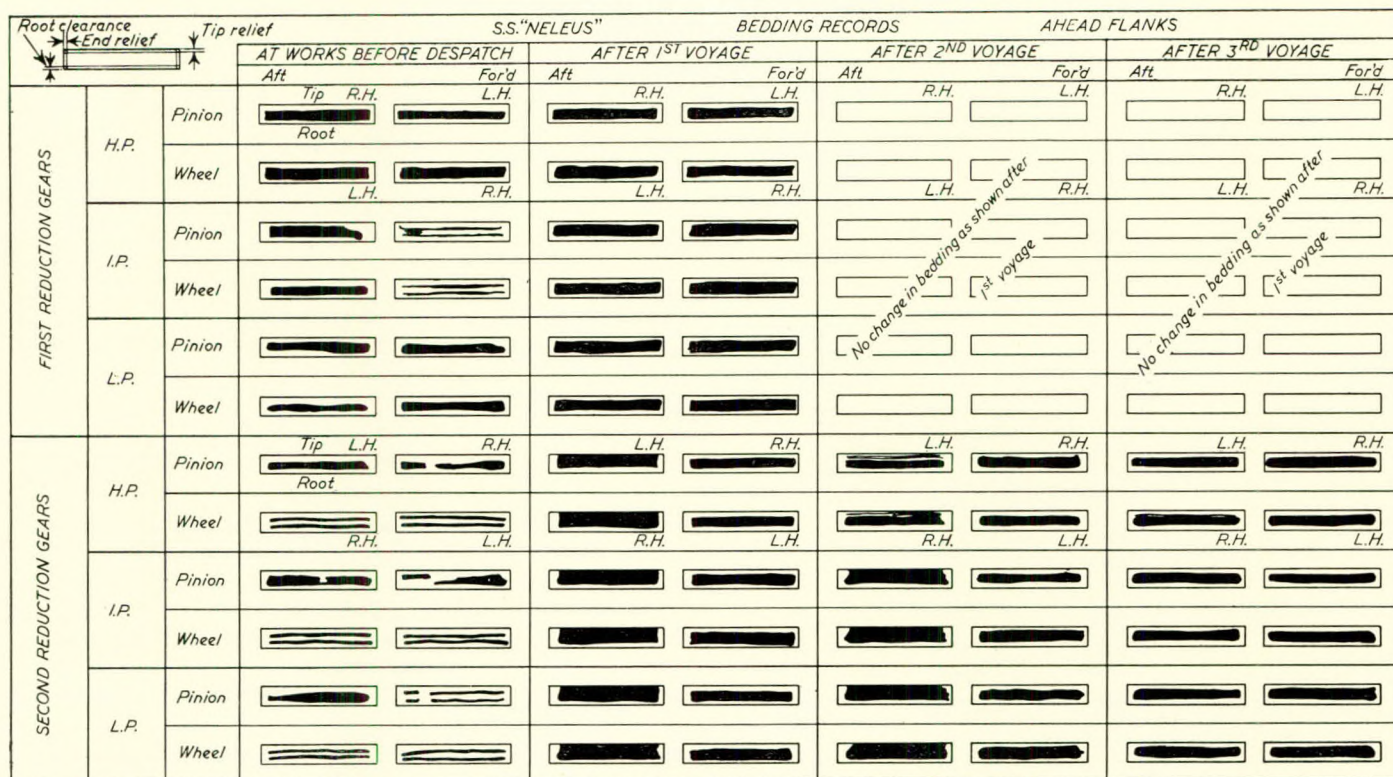 Root clearance
End relief
Tip relief
S.S. "NELEUS" BEDDING RECORDS AHEAD FLANKS
AT WORKS BEFORE DESPATCH AFTER 1ST VOYAGE AFTER 2ND VOYAGE AFTER 3RD VOYAGE
Aft For'd Aft For'd Aft For'd Aft For'd
FIRST REDUCTION GEARS
H.P.
Pinion
Tip R.H. L.H. R.H. L.H. R.H. L.H. R.H. L.H.
Root
Wheel
L.H. R.H. L.H. R.H. L.H. R.H. L.H. R.H.
I.P.
Pinion
Wheel
L.P.
Pinion
Wheel
No change in bedding as shown after
1st voyage
No change in bedding as shown after
1st voyage
SECOND REDUCTION GEARS
H.P.
Pinion
Tip L.H. R.H. L.H. R.H. L.H. R.H. L.H. R.H.
Root
Wheel
R.H. L.H. R.H. L.H. R.H. L.H. R.H. L.H.
I.P.
Pinion
Wheel
L.P.
Pinion
Wheel